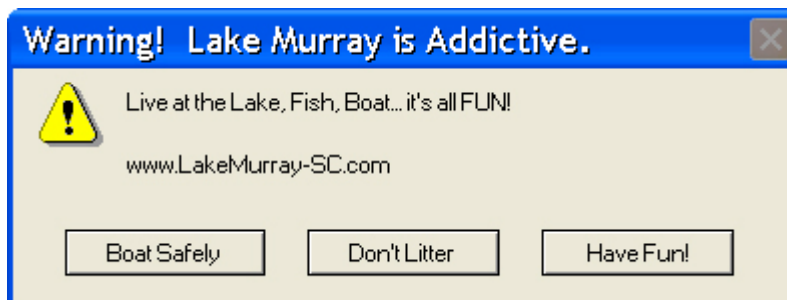 Warning! Lake Murray is Addictive.
Live at the Lake, Fish, Boat... it's all FUN!
www.LakeMurray-SC.com
Boat Safely Don't Litter Have Fun!